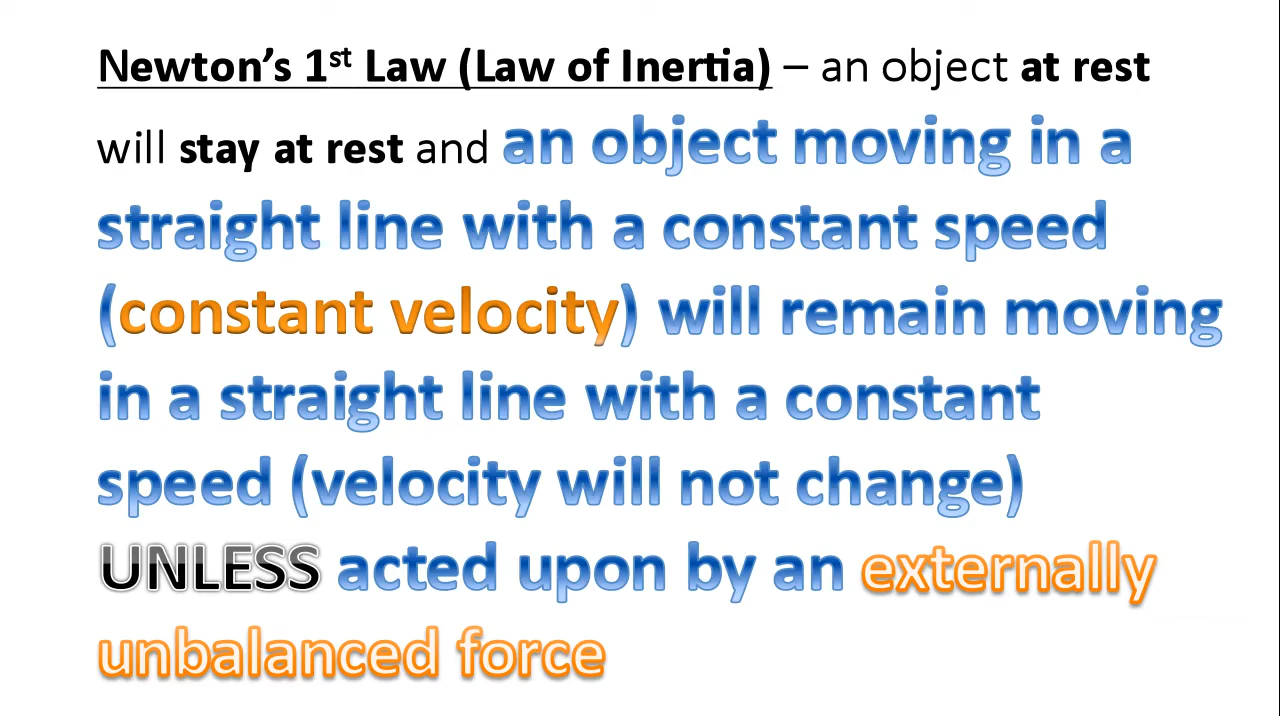 Newton’s 1st Law (Law of Inertia) – an object at rest
will stay at rest and an object moving in a
straight line with a constant speed
(constant velocity) will remain moving
in a straight line with a constant
speed (velocity will not change)
UNLESS acted upon by an externally
unbalanced force